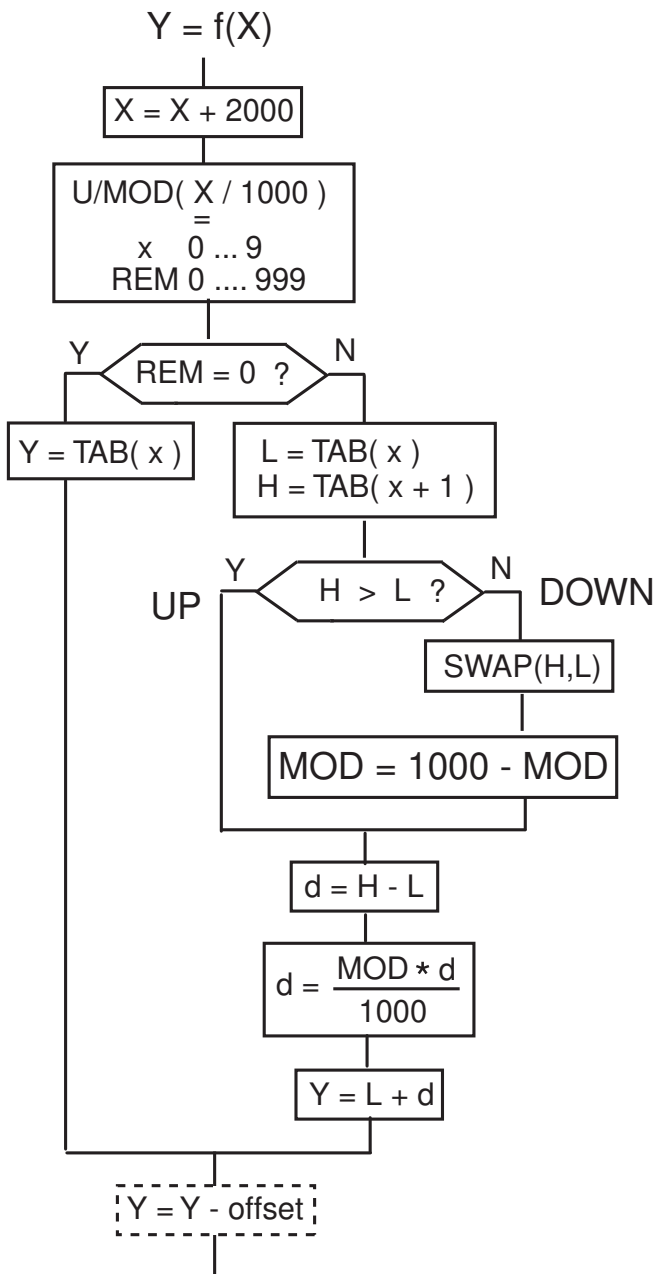 Y = f(X)
X = X + 2000
U/MOD( X / 1000 )
=
x 0 ... 9
REM 0 .... 999
Y
REM = 0 ?
N
Y = TAB( x )
L = TAB( x )
H = TAB( x + 1 )
Y
H > L ?
N
UP
DOWN
SWAP(H,L)
MOD = 1000 - MOD
d = H - L
d = MOD * d
1000
Y = L + d
Y = Y - offset